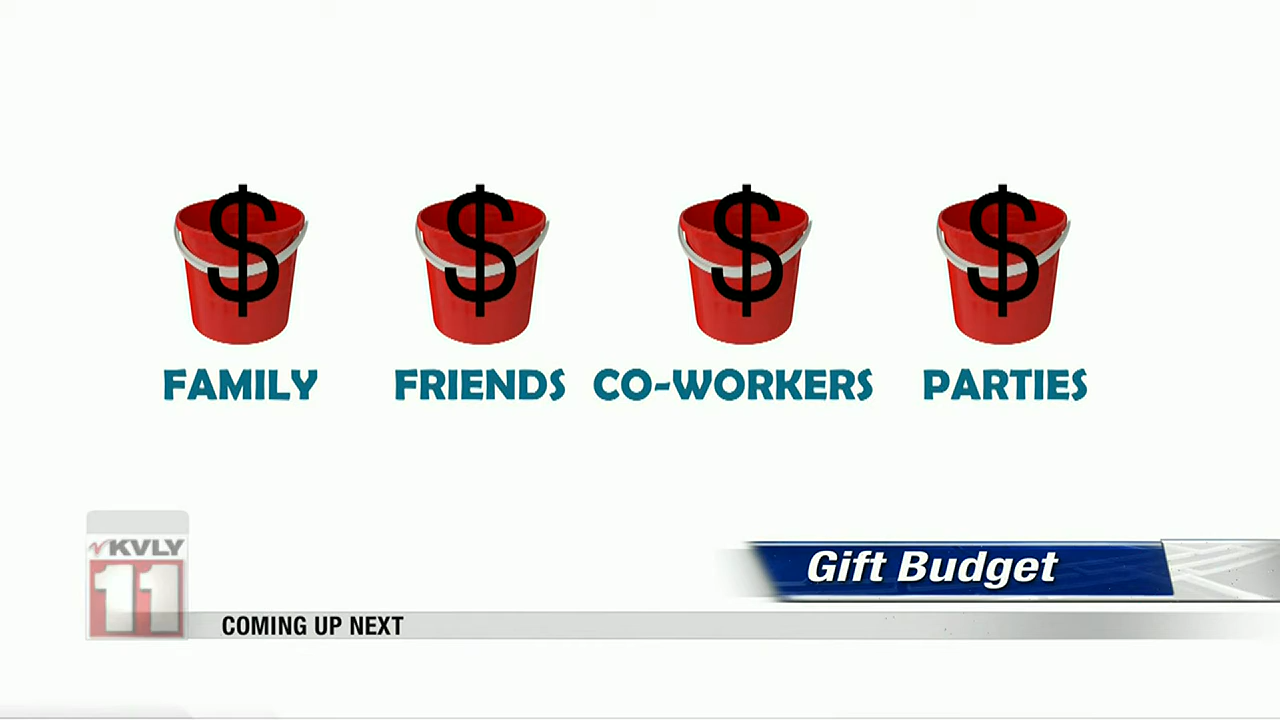 $ $ $ $
FAMILY FRIENDS CO-WORKERS PARTIES
KVLY
11
Gift Budget
COMING UP NEXT